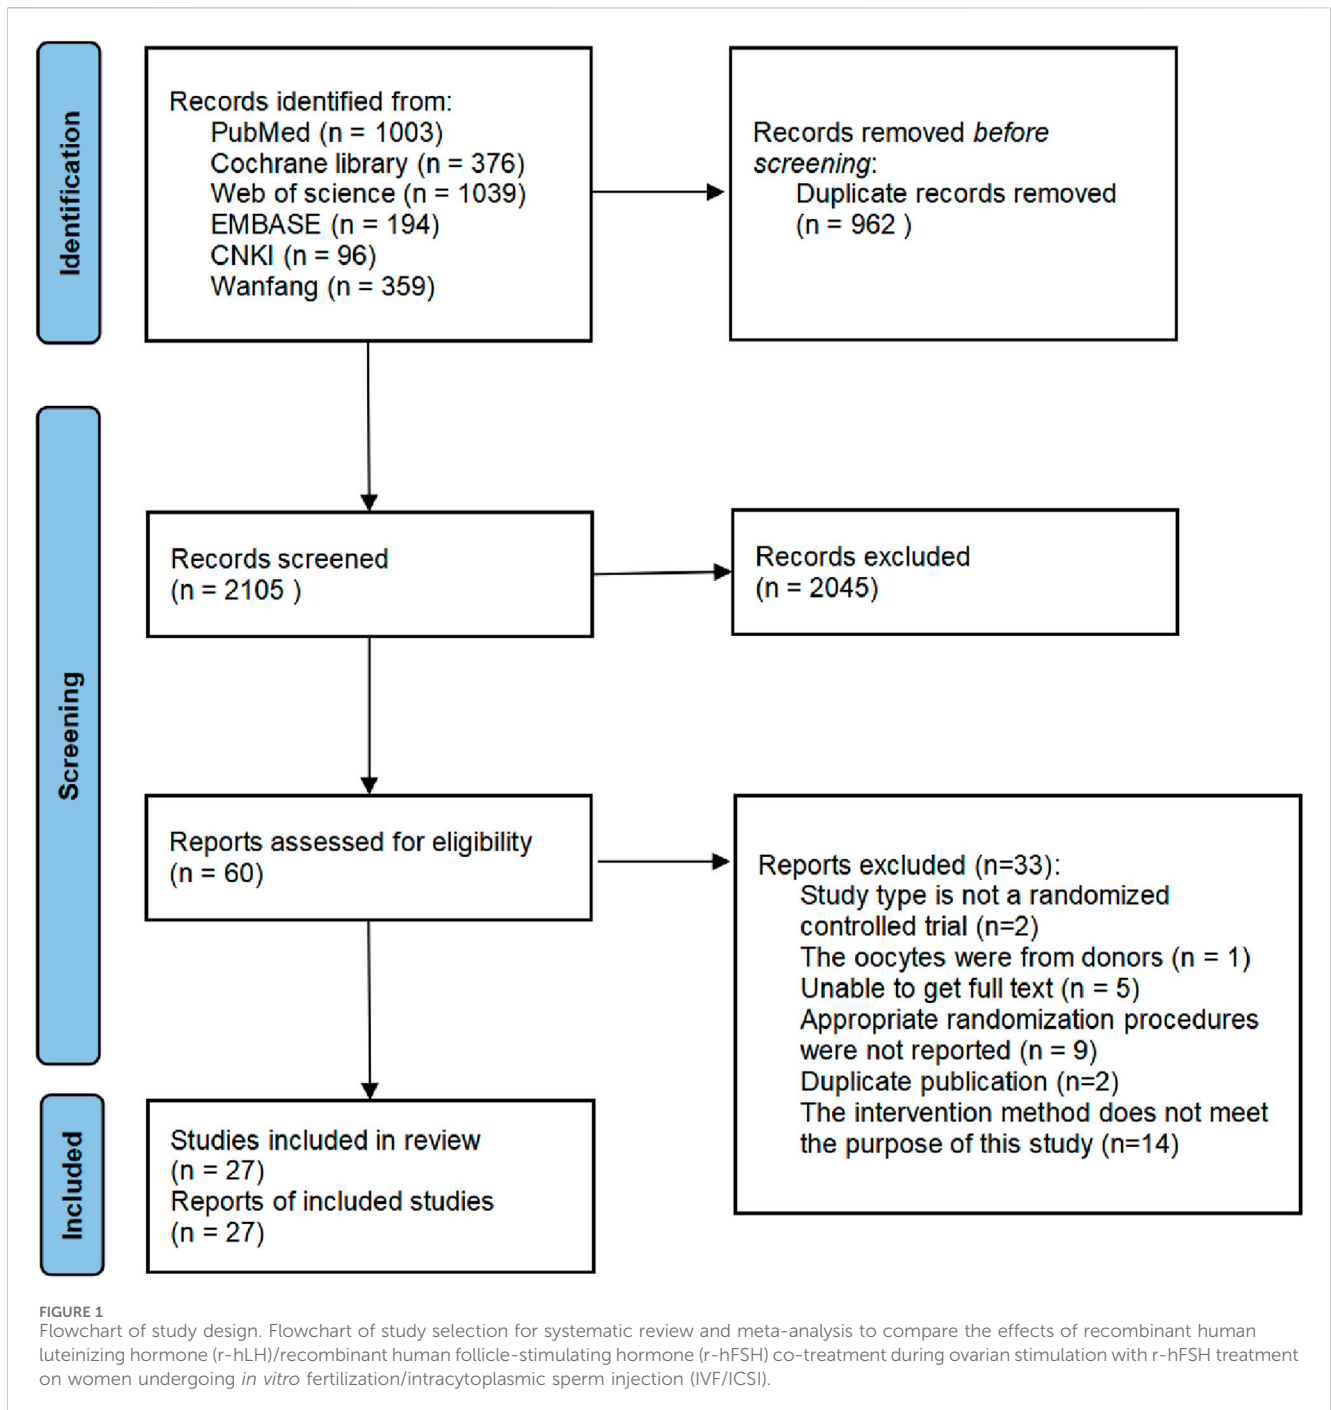 Identification
Records identified from:
PubMed (n = 1003)
Cochrane library (n = 376)
Web of science (n = 1039)
EMBASE (n = 194)
CNKI (n = 96)
Wanfang (n = 359)
Records removed before
screening:
Duplicate records removed
(n = 962 )
Screening
Records screened
(n = 2105 )
Records excluded
(n = 2045)
Reports assessed for eligibility
(n = 60)
Reports excluded (n=33):
Study type is not a randomized
controlled trial (n=2)
The oocytes were from donors (n = 1)
Unable to get full text (n = 5)
Appropriate randomization procedures
were not reported (n = 9)
Duplicate publication (n=2)
The intervention method does not meet
the purpose of this study (n=14)
Included
Studies included in review
(n = 27)
Reports of included studies
(n = 27)
FIGURE 1
Flowchart of study design. Flowchart of study selection for systematic review and meta-analysis to compare the effects of recombinant human
luteinizing hormone (r-hLH)/recombinant human follicle-stimulating hormone (r-hFSH) co-treatment during ovarian stimulation with r-hFSH treatment
on women undergoing in vitro fertilization/intracytoplasmic sperm injection (IVF/ICSI).